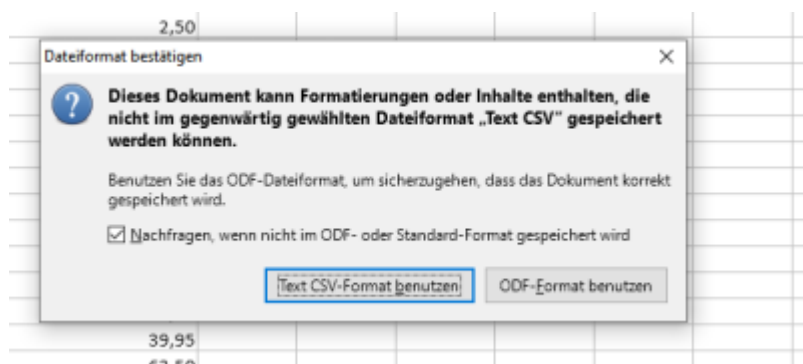 2,50
Dateiformat bestätigen
Dieses Dokument kann Formatierungen oder Inhalte enthalten, die
nicht im gegenwärtig gewählten Dateiformat „Text CSV" gespeichert
werden können.
Benutzen Sie das ODF-Dateiformat, um sicherzugehen, dass das Dokument korrekt
gespeichert wird.
Nachfragen, wenn nicht im ODF- oder Standard-Format gespeichert wird
Text CSV-Format benutzen ODF-Format benutzen
39,95